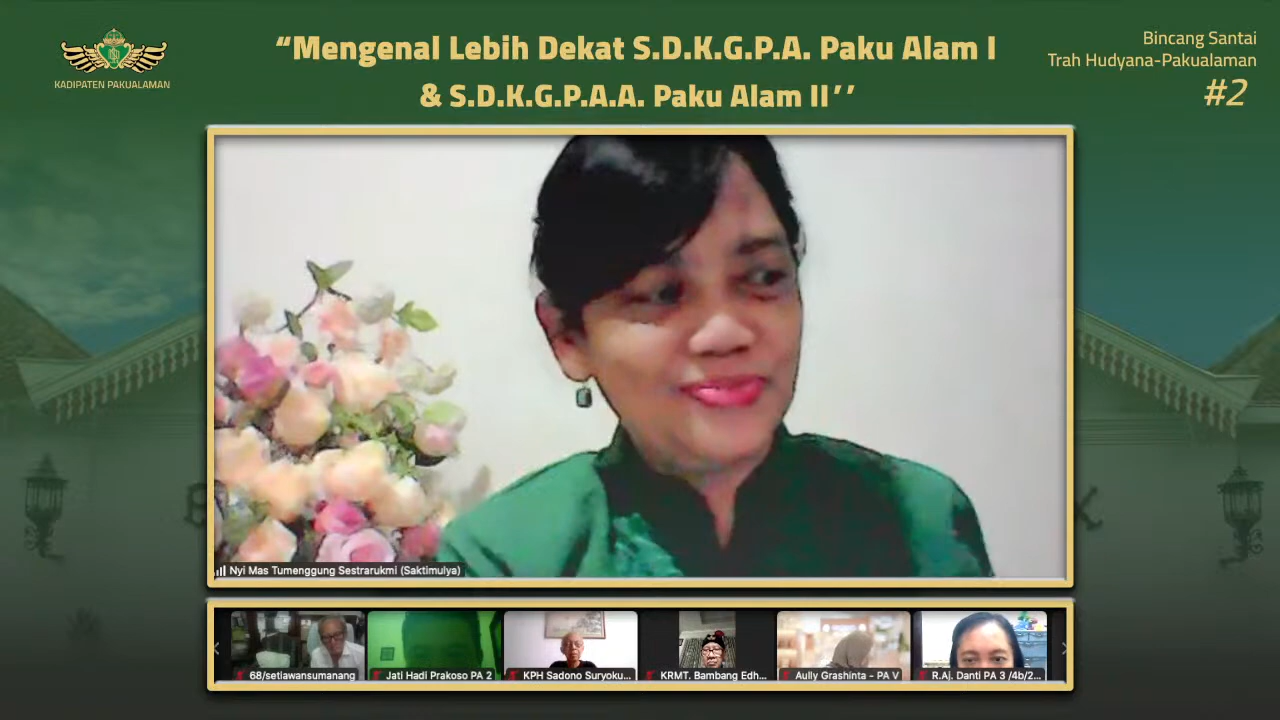 KADIPATEN PAKUALAMAN
“Mengenal Lebih Dekat S.D.K.G.P.A. Paku Alam I
& S.D.K.G.P.A.A. Paku Alam II’’
Bincang Santai
Trah Hudyana-Pakualaman
#2
Nyi Mas Tumenggung Sestrarukmi (Saktimulya)
68/setiawansumanang
Jati Hadi Prakoso PA 2
KPH Sadono Suryoku...
KRMT. Bambang Edh...
Aully Grashinta - PA V
R.Aj. Danti PA 3 /4b/2...